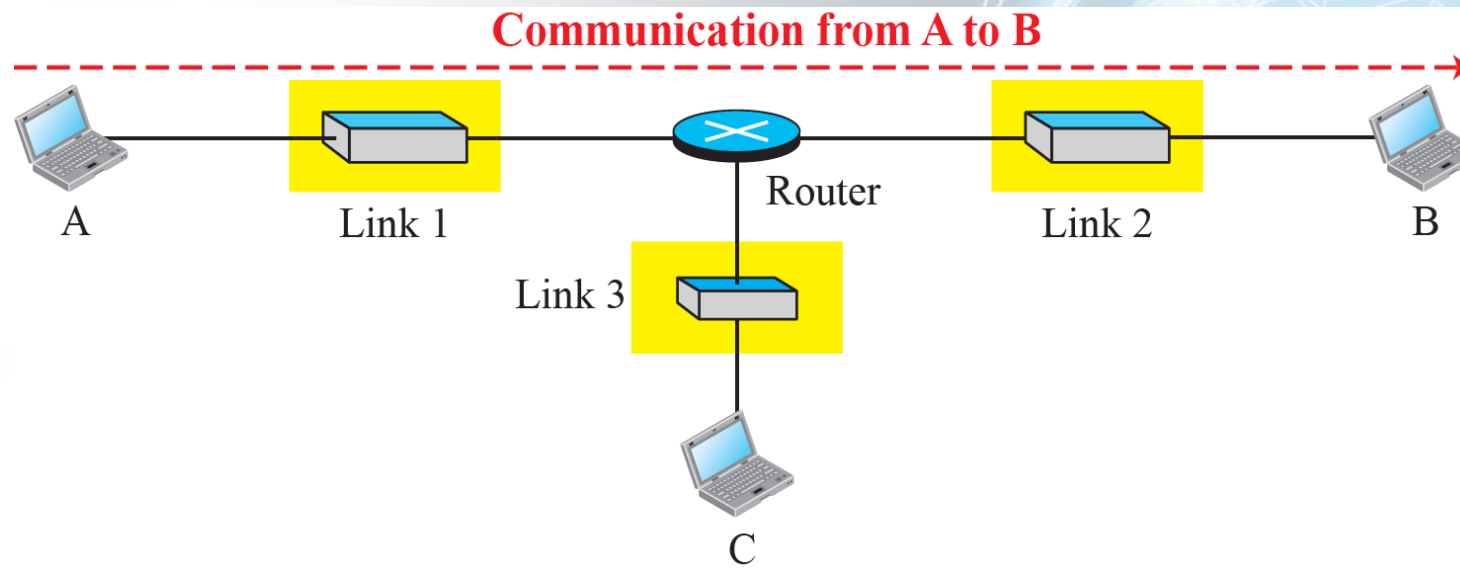 Communication from A to B
A
Link 1
Router
Link 2
B
Link 3
C